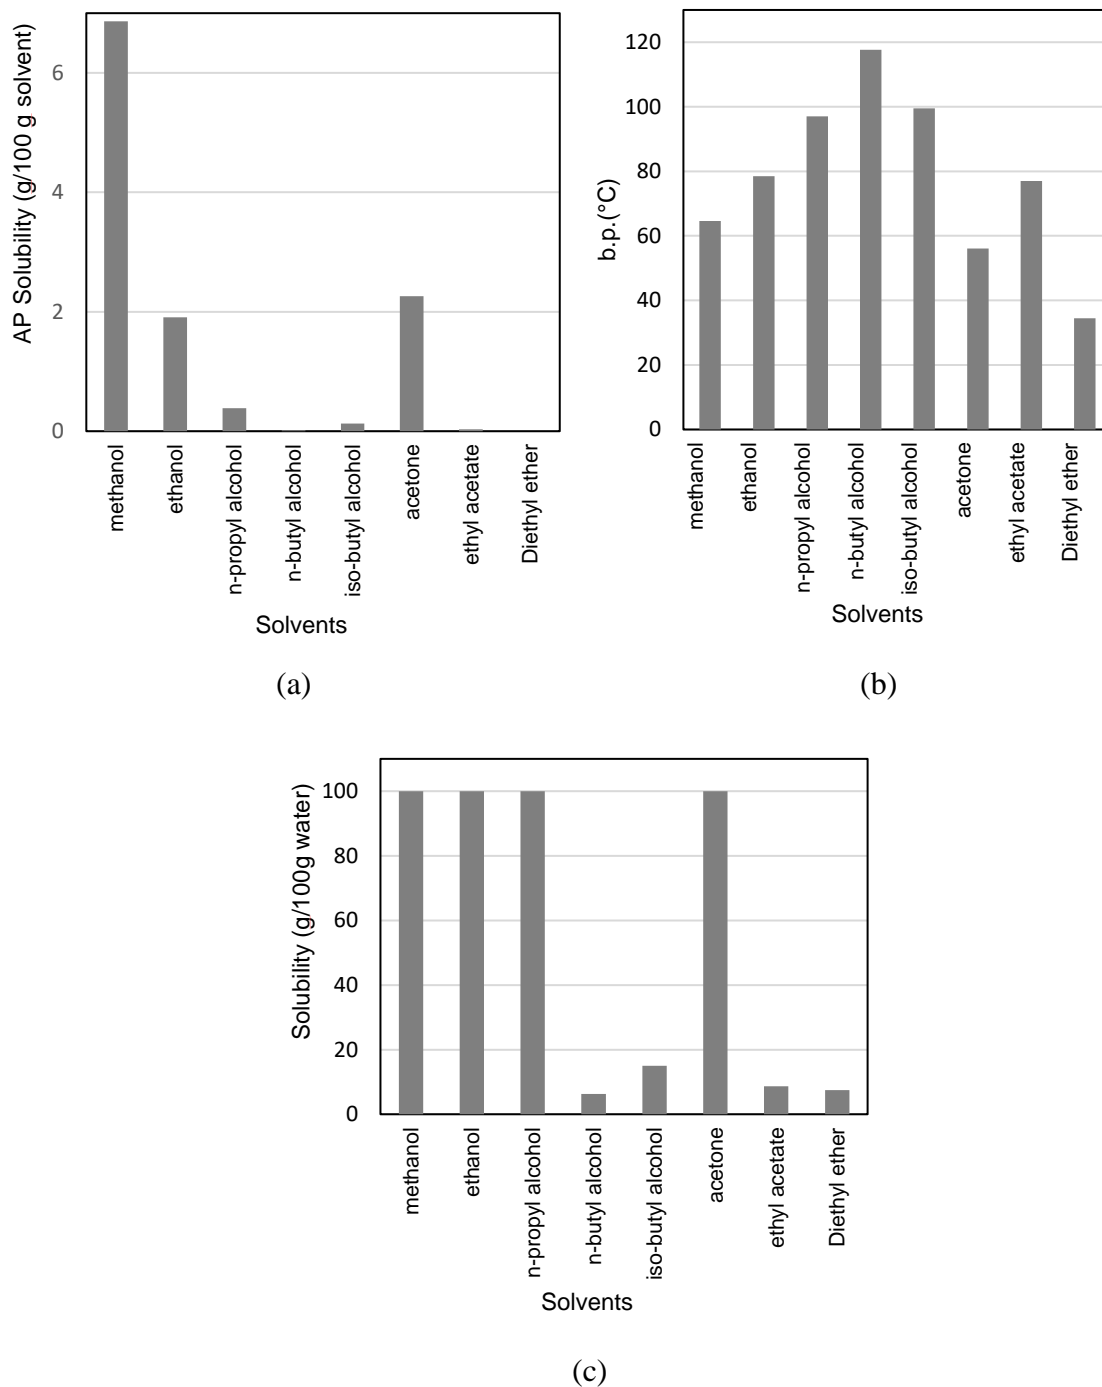 AP Solubility (g/100 g solvent)
6
4
2
0
methanol
ethanol
n-propyl alcohol
n-butyl alcohol
iso-butyl alcohol
acetone
ethyl acetate
Diethyl ether
Solvents
(a)
b.p.(°C)
120
100
80
60
40
20
0
methanol
ethanol
n-propyl alcohol
n-butyl alcohol
iso-butyl alcohol
acetone
ethyl acetate
Diethyl ether
Solvents
(b)
Solubility (g/100g water)
100
80
60
40
20
0
methanol
ethanol
n-propyl alcohol
n-butyl alcohol
iso-butyl alcohol
acetone
ethyl acetate
Diethyl ether
Solvents
(c)